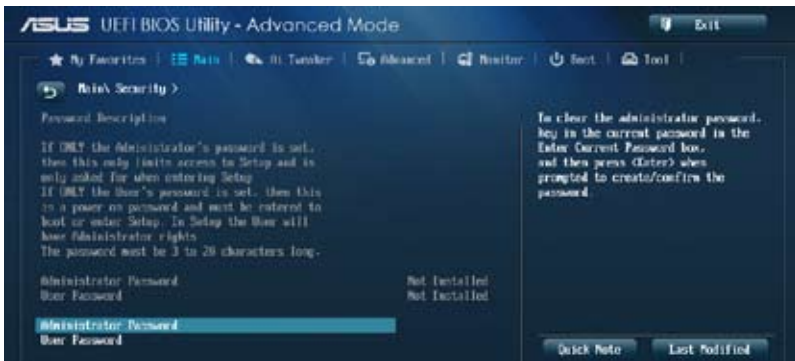 ASUS UEFI BIOS Utility - Advanced Mode
Exit
My Favorites
Main
Ai Tweaker
Advanced
Monitor
Boot
Tool
Main\ Security >
Password Description
If ONLY the Administrator's password is set,
then this only limits access to Setup and is
only asked for when entering Setup
If ONLY the User's password is set, then this
is a power on password and must be entered to
boot or enter Setup. In Setup the User will
have Administrator rights
The password must be 3 to 20 characters long.
Administrator Password Not Installed
User Password Not Installed
Administrator Password
User Password
To clear the administrator password,
key in the current password in the
Enter Current Password box,
and then press <Enter> when
prompted to create/confirm the
password.
Quick Note
Last Modified